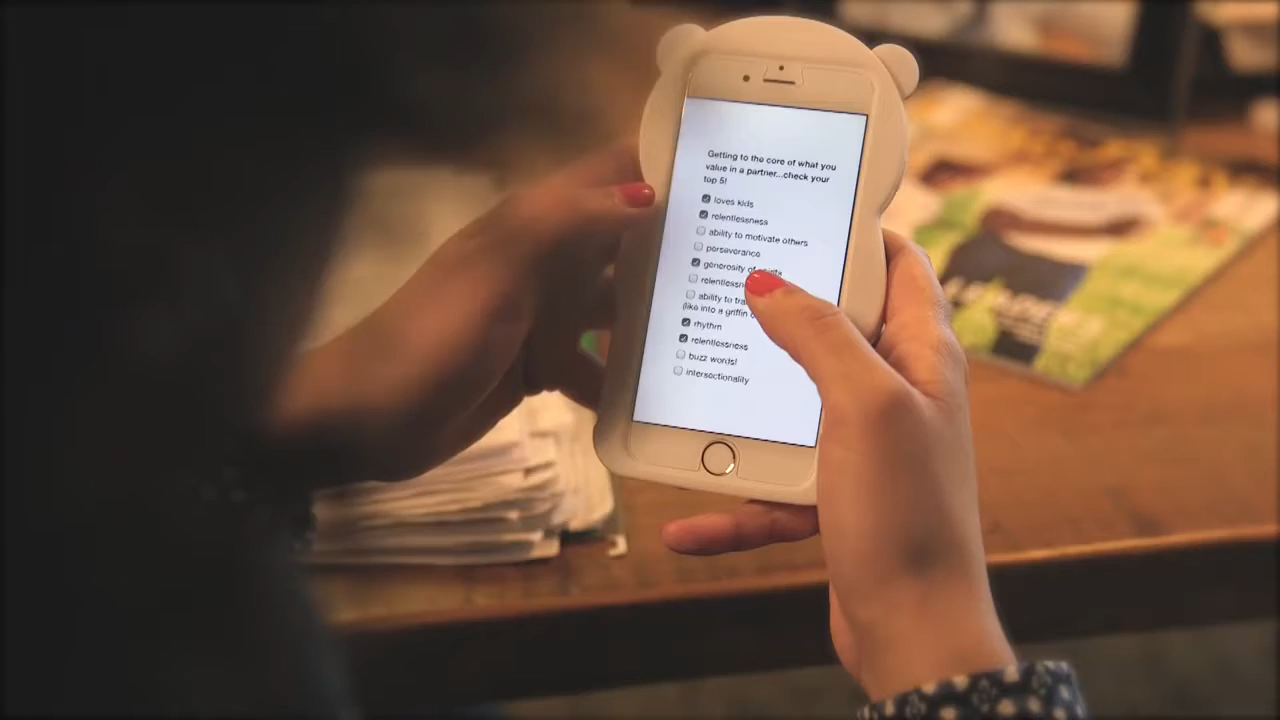 Getting to the core of what you
value in a partner...check your
top 5!
loves kids
relentlessness
ability to motivate others
perseverance
generosity of
ability to
(like into a griffin
rhythm
relentlessness
buzz words!
intersectionality